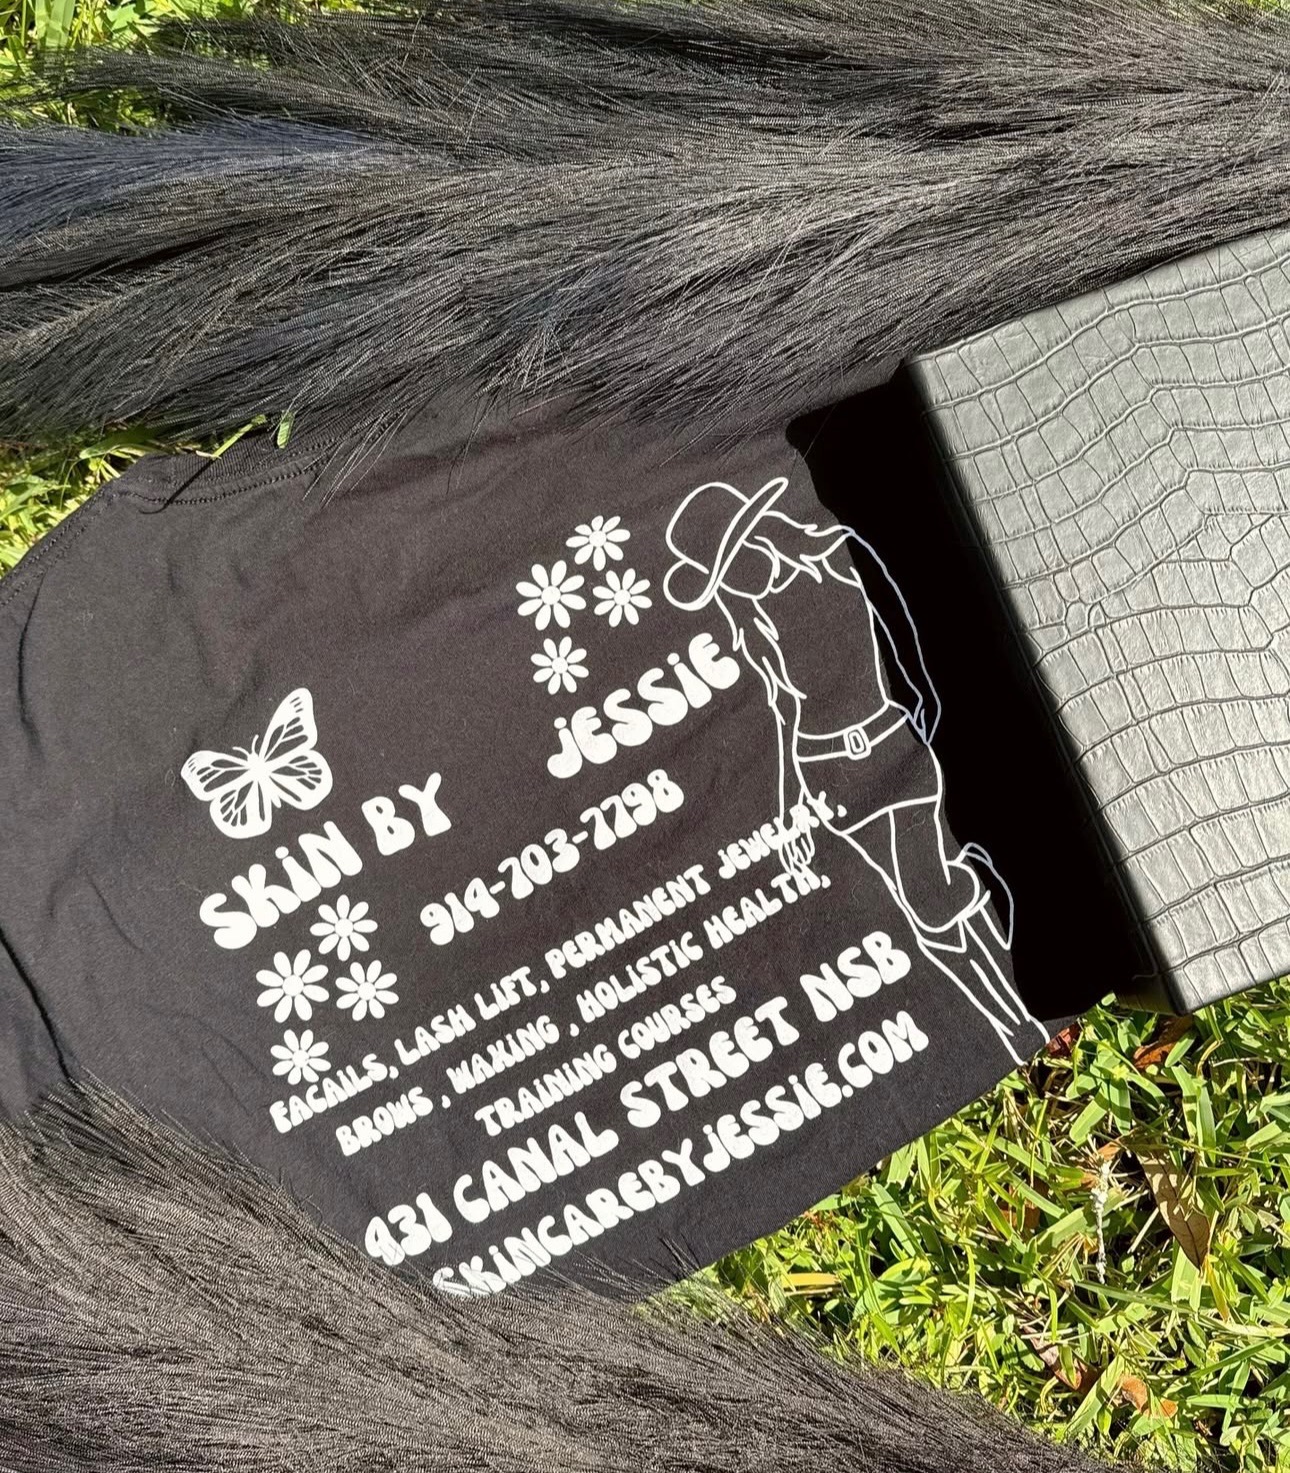 SKiN BY
jESSiE
914-703-7798
FACAILS, LASH LIFT, PERMANENT JEWELRY,
BROWS , WAXING , HOLISTIC HEALTH,
TRAINING COURSES
431 CANAL STREET NSB
SKiNCAREBYjESSiE.COM